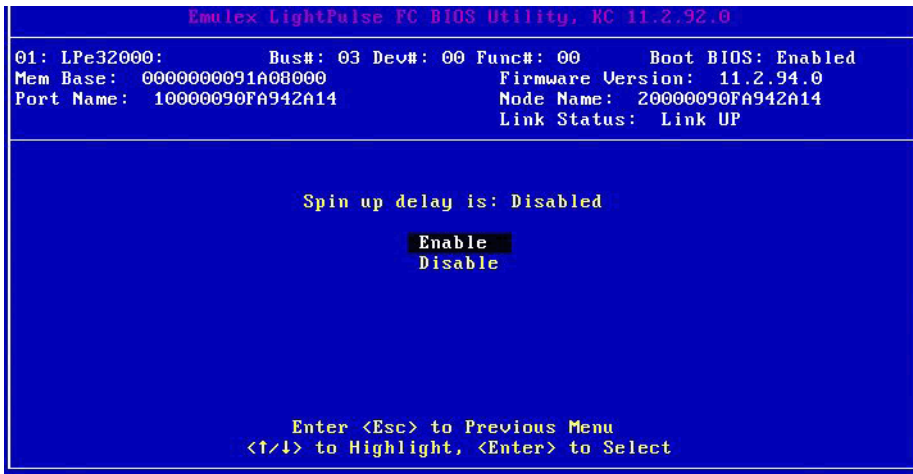 Emulex LightPulse FC BIOS Utility, KC 11.2.92.0
01: LPe32000: Bus#: 03 Dev#: 00 Func#: 00 Boot BIOS: Enabled
Mem Base: 0000000091A08000 Firmware Version: 11.2.94.0
Port Name: 10000090FA942A14 Node Name: 20000090FA942A14
Link Status: Link UP
Spin up delay is: Disabled
Enable
Disable
Enter <Esc> to Previous Menu
<↑/↓> to Highlight, <Enter> to Select